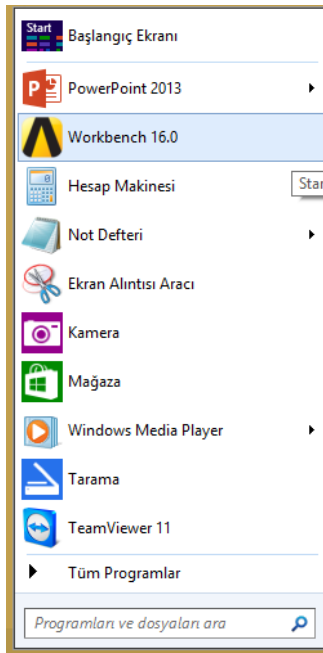 Start
Başlangıç Ekranı
PowerPoint 2013
Workbench 16.0
Hesap Makinesi
Star
Not Defteri
Ekran Alıntısı Aracı
Kamera
Mağaza
Windows Media Player
Tarama
TeamViewer 11
Tüm Programlar
Programları ve dosyaları ara